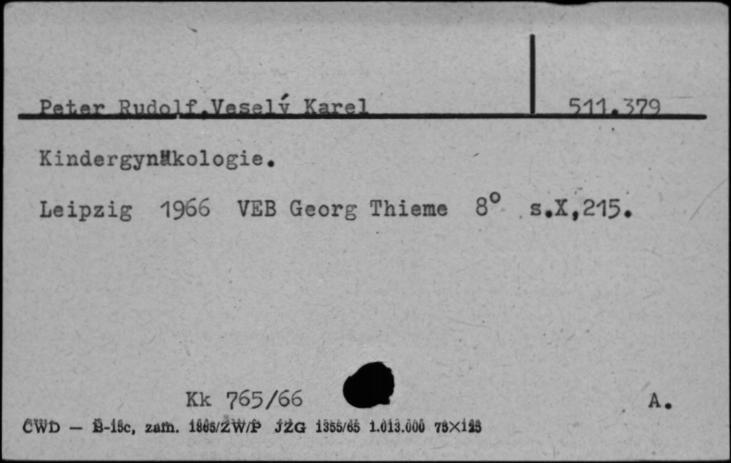 Peter Rudolf, Veselý Karel 511.379
Kindergynäkologie.
Leipzig 1966 VEB Georg Thieme 8° s.X,215.
Kk 765/66 A.
CWD — B-18c, zam. 1865/ZW/P JZG 1355/65 1.013.000 75×125